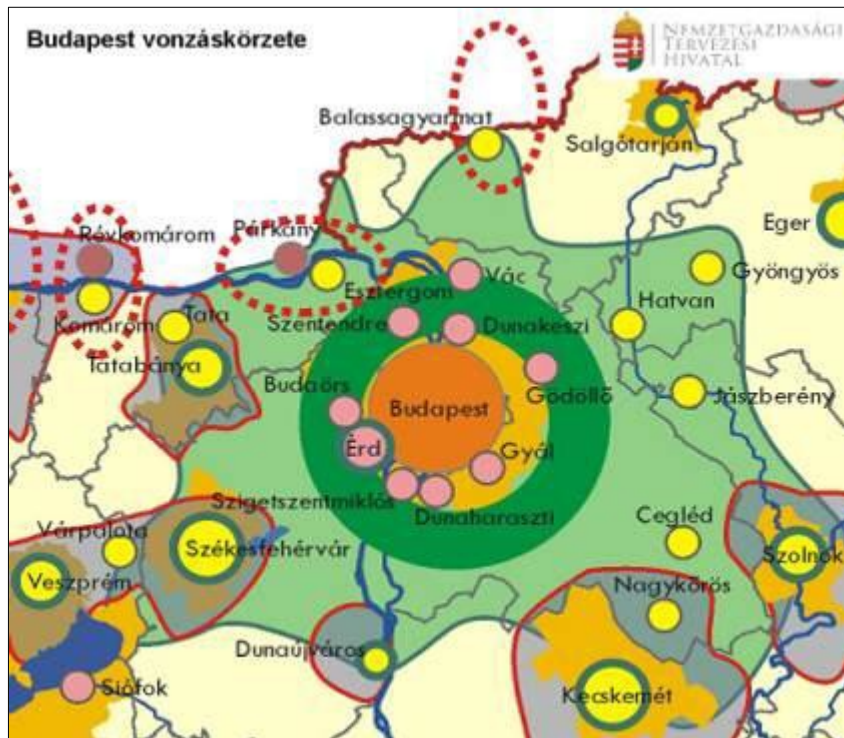 Budapest vonzáskörzete
NEMZETGAZDASÁGI
TERVEZÉSI
HIVATAL
Balassagyarmat
Salgótarján
Révkomárom
Párkány
Eger
Vác
Gyöngyös
Komárom
Tata
Esztergom
Szentendre
Dunakeszi
Hatvan
Tatabánya
Budaörs
Budapest
Gödöllő
Jászberény
Érd
Gyál
Szigetszentmiklós
Dunaharaszti
Cegléd
Várpalota
Székesfehérvár
Szolnok
Veszprém
Nagykőrös
Dunaújváros
Siófok
Kecskemét